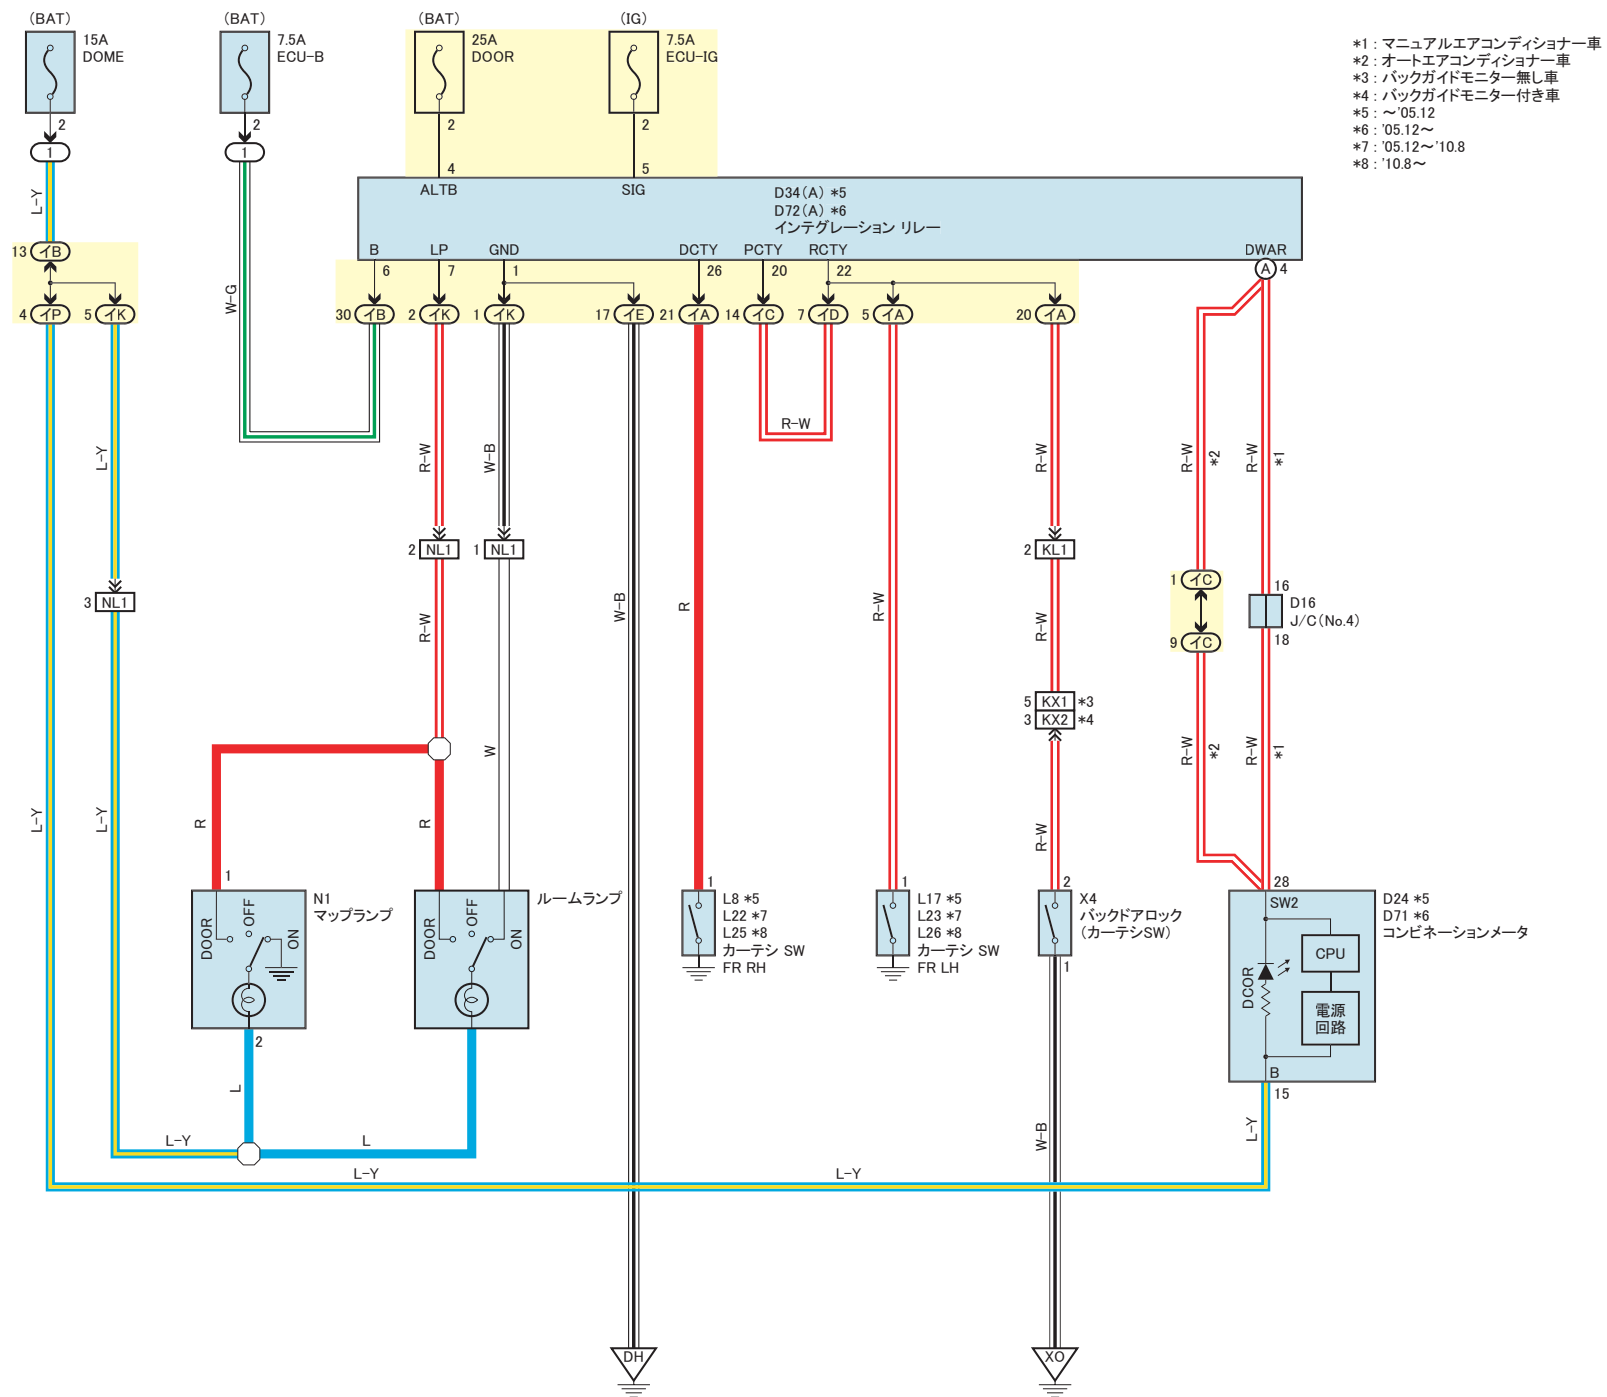 (BAT)
15A
DOME
2
1
(BAT)
7.5A
ECU-B
2
1
(BAT)
25A
DOOR
2
4
(IG)
7.5A
ECU-IG
2
5
*1 : マニュアルエアコンディショナー車
*2 : オートエアコンディショナー車
*3 : バックガイドモニター無し車
*4 : バックガイドモニター付き車
*5 : ～'05.12
*6 : '05.12～
*7 : '05.12～'10.8
*8 : '10.8～
ALTB
SIG
D34(A) *5
D72(A) *6
インテグレーション リレー
B
LP
GND
DCTY
PCTY
RCTY
DWAR
6
7
1
26
20
22
A 4
L-Y
13 イB
4 イP
5 イK
W-G
30 イB
2 イK
1 イK
17 イE
21 イA
14 イC
7 イD
5 イA
20 イA
R-W
L-Y
R-W
W-B
R-W
R-W
*2
R-W
*1
2 NL1
1 NL1
2 KL1
3 NL1
1 イC
9 イC
16
D16
J/C(No.4)
18
R-W
W-B
R
R-W
R-W
5 KX1 *3
3 KX2 *4
W
R-W
*2
R-W
*1
L-Y
L-Y
R
R
R-W
1
N1
マップランプ
DOOR
OFF
ON
2
ルームランプ
DOOR
OFF
ON
1
L8 *5
L22 *7
L25 *8
カーテシ SW
FR RH
1
L17 *5
L23 *7
L26 *8
カーテシ SW
FR LH
2
X4
バックドアロック
(カーテシSW)
1
28
SW2
D24 *5
D71 *6
コンビネーションメータ
CPU
DCOR
電源
回路
B
15
L
L-Y
L
W-B
L-Y
L-Y
L-Y
DH
XO